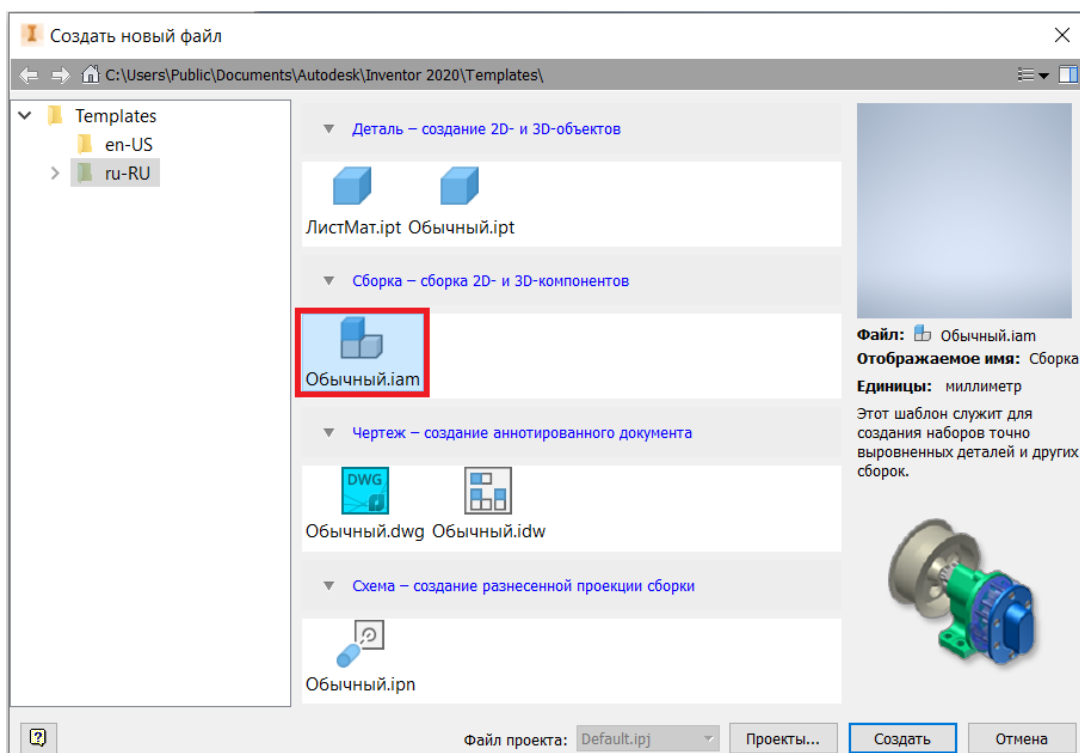 Создать новый файл
C:\Users\Public\Documents\Autodesk\Inventor 2020\Templates\
Templates
en-US
ru-RU
Деталь – создание 2D- и 3D-объектов
ЛистМат.ipt Обычный.ipt
Сборка – сборка 2D- и 3D-компонентов
Обычный.iam
Чертеж – создание аннотированного документа
DWG
Обычный.dwg Обычный.idw
Схема – создание разнесенной проекции сборки
Обычный.ipn
Файл: Обычный.iam
Отображаемое имя: Сборка
Единицы: миллиметр
Этот шаблон служит для
создания наборов точно
выровненных деталей и других
сборок.
Файл проекта: Default.ipj Проекты... Создать Отмена